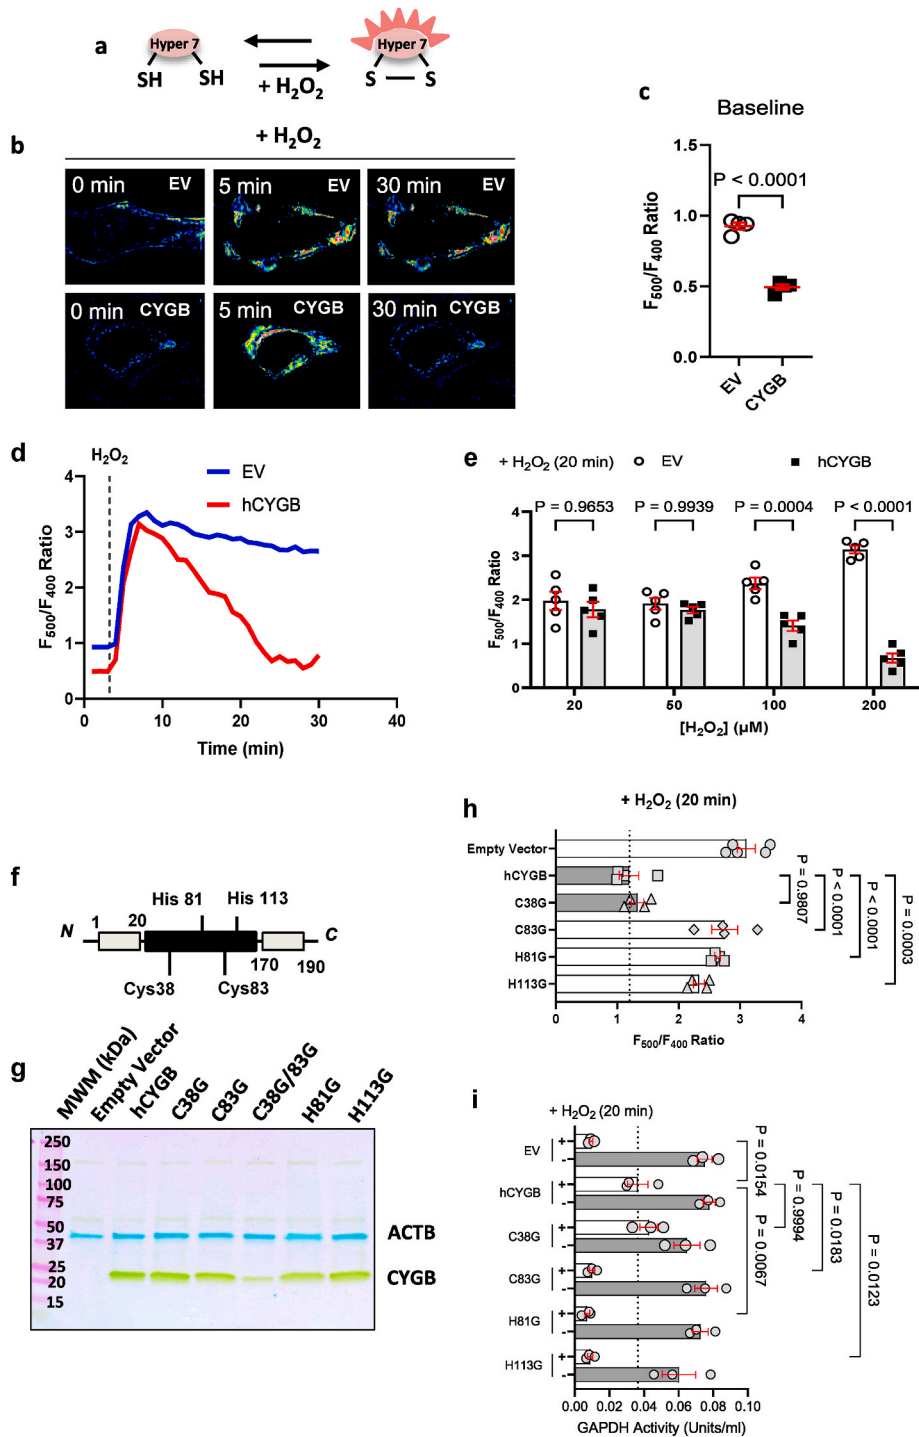 a
Hyper 7
SH SH
+ H2O2
Hyper 7
S — S
b
+ H2O2
0 min EV
5 min EV
30 min EV
0 min CYGB
5 min CYGB
30 min CYGB
c
Baseline
P < 0.0001
F500/F400 Ratio
1.5
1.0
0.5
0.0
EV
CYGB
d
H2O2
EV
hCYGB
F500/F400 Ratio
4
3
2
1
0
0 10 20 30 40
Time (min)
e
+ H2O2 (20 min) EV hCYGB
P = 0.9653 P = 0.9939 P = 0.0004 P < 0.0001
F500/F400 Ratio
4
3
2
1
0
20 50 100 200
[H2O2] (µM)
f
His 81 His 113
N 1 20 C
170 190
Cys38 Cys83
g
MWM (kDa)
Empty Vector
hCYGB
C38G
C83G
C38G/83G
H81G
H113G
250
150
100
75
50
37
25
20
15
ACTB
CYGB
h
+ H2O2 (20 min)
Empty Vector
hCYGB
C38G
C83G
H81G
H113G
P = 0.9807
P < 0.0001
P < 0.0001
P = 0.0003
0 1 2 3 4
F500/F400 Ratio
i
+ H2O2 (20 min)
EV + -
hCYGB + -
C38G + -
C83G + -
H81G + -
H113G + -
P = 0.0154
P = 0.0067
P = 0.9994
P = 0.0183
P = 0.0123
0.00 0.02 0.04 0.06 0.08 0.10
GAPDH Activity (Units/ml)